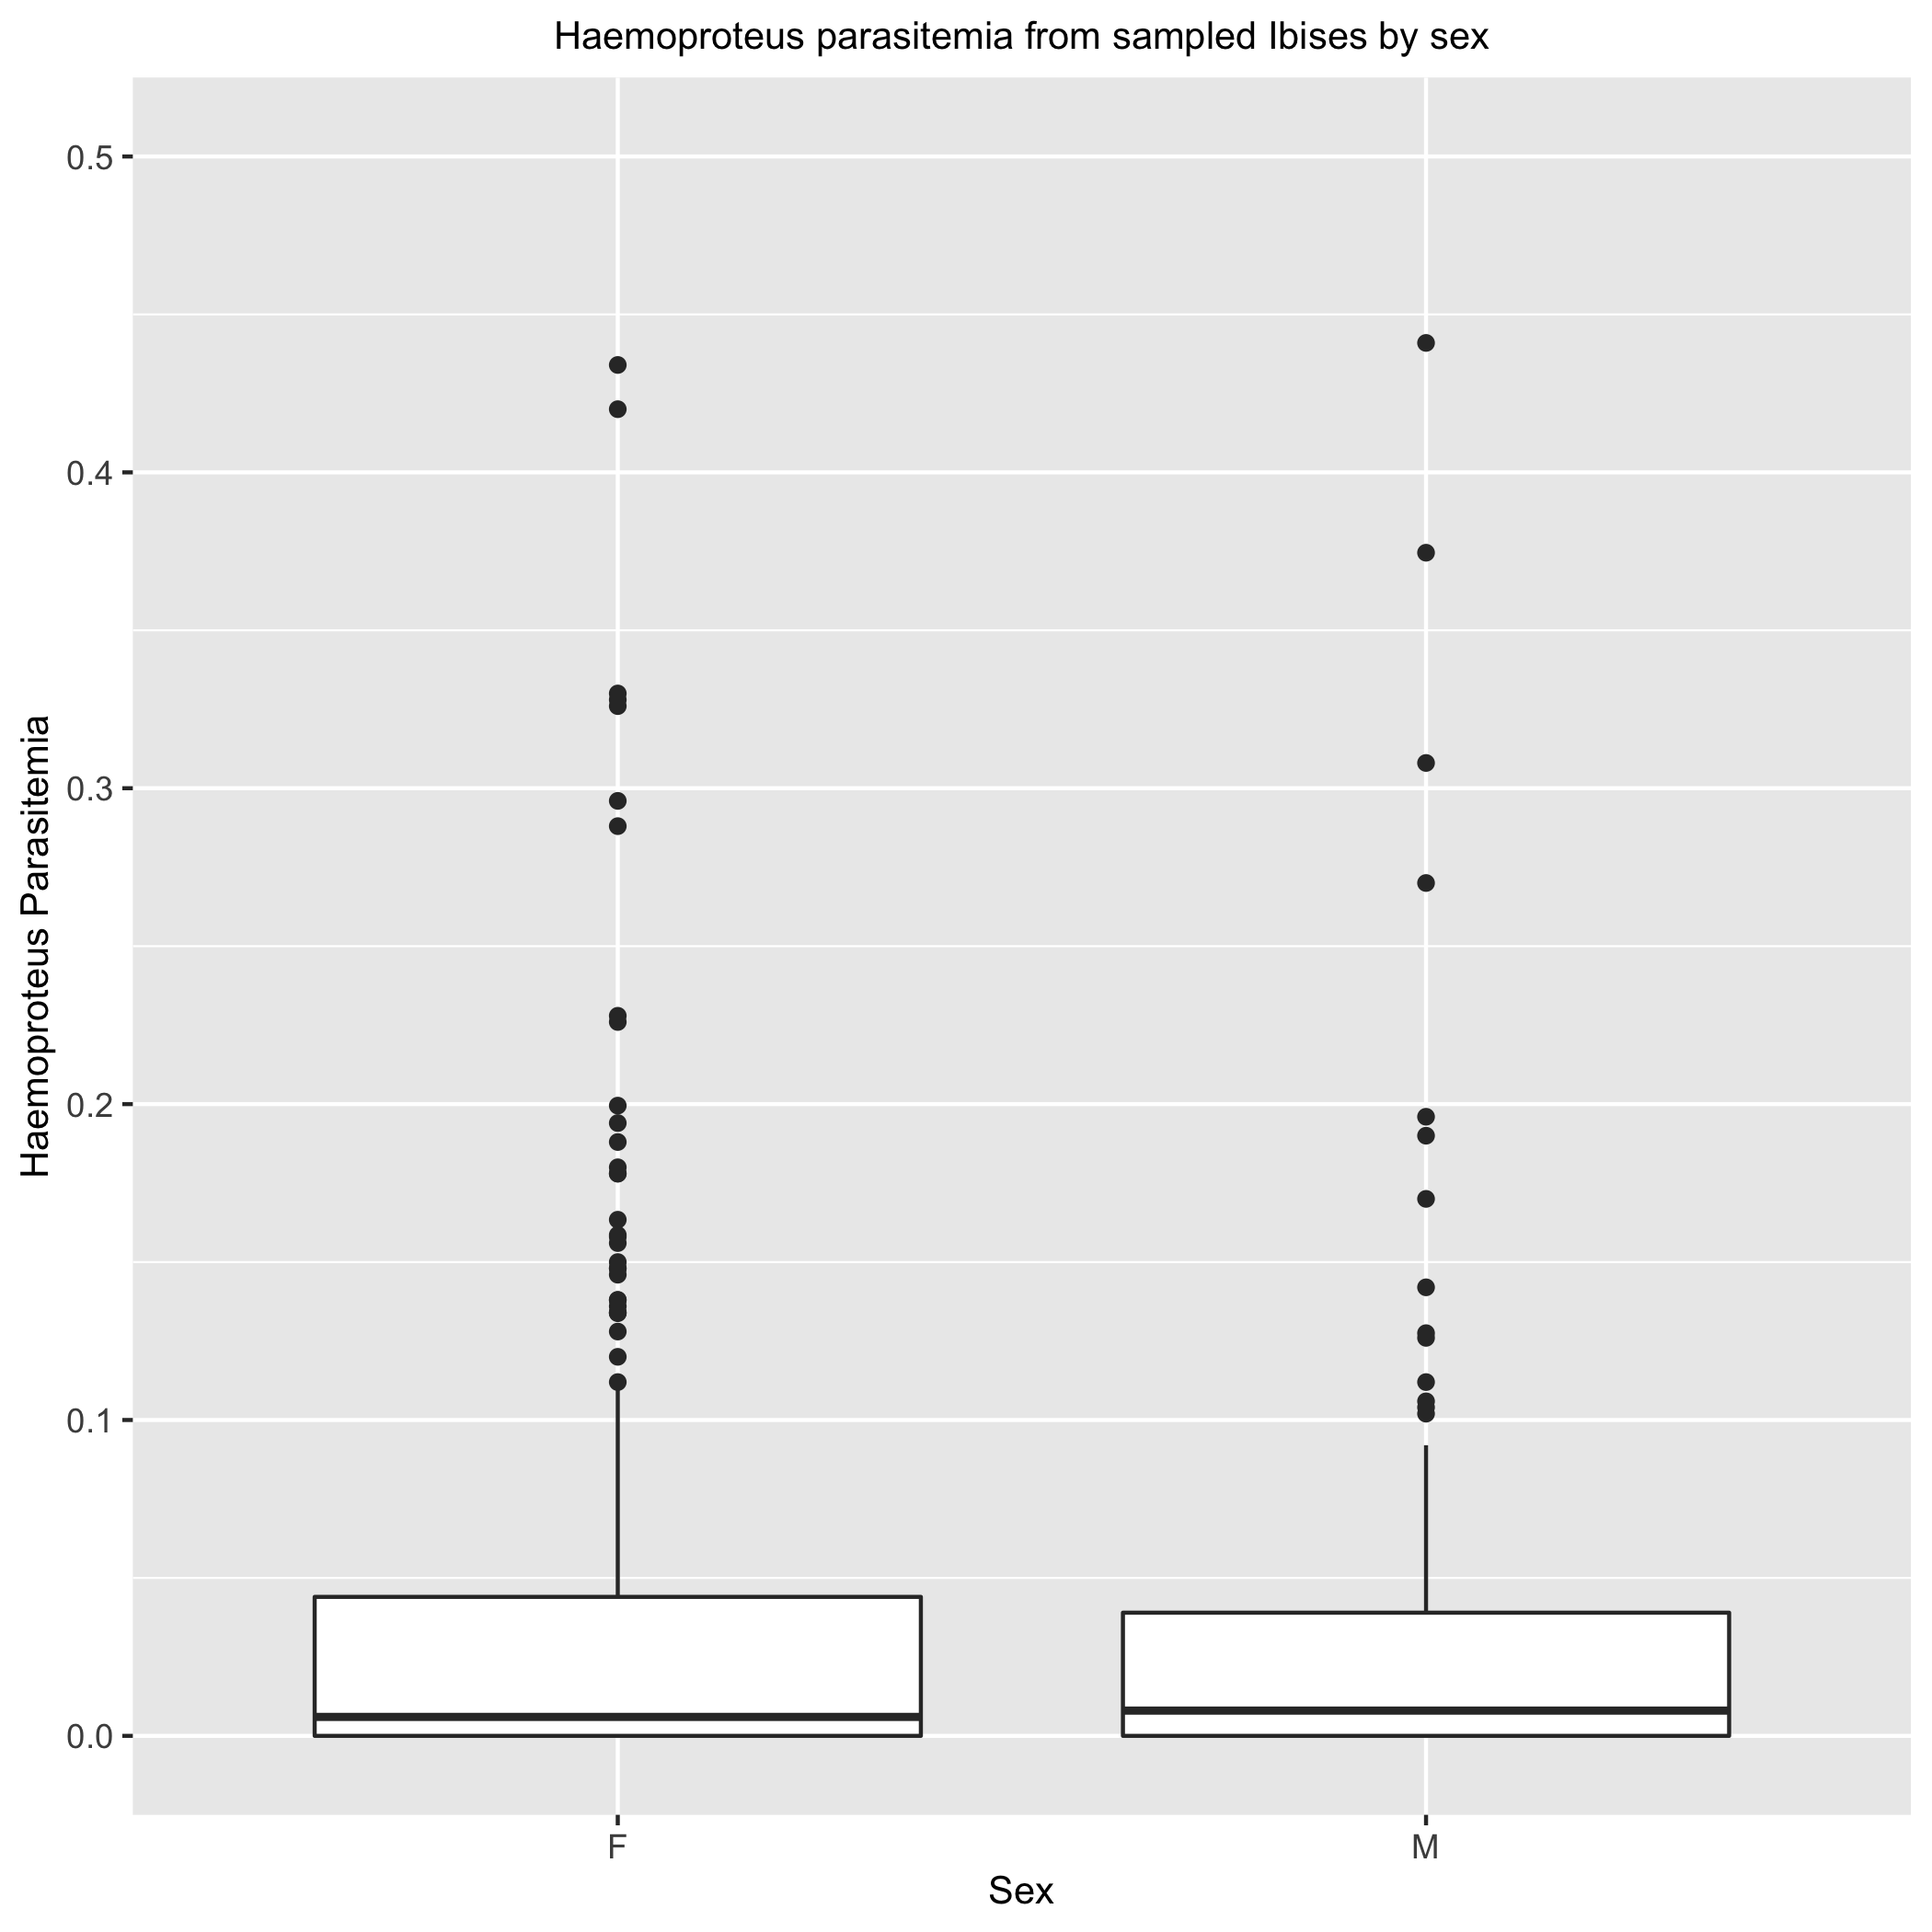 Haemoproteus parasitemia from sampled Ibises by sex
Haemoproteus Parasitemia
0.5
0.4
0.3
0.2
0.1
0.0
F
M
Sex